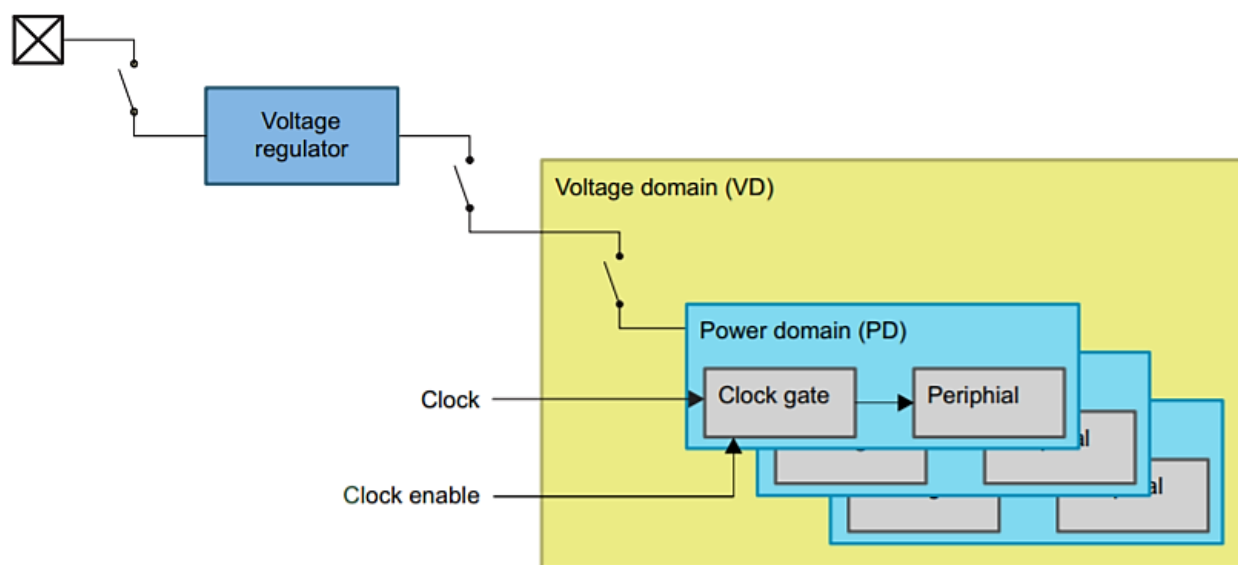 Voltage
regulator
Voltage domain (VD)
Power domain (PD)
Clock
Clock gate
Periphial
Clock enable